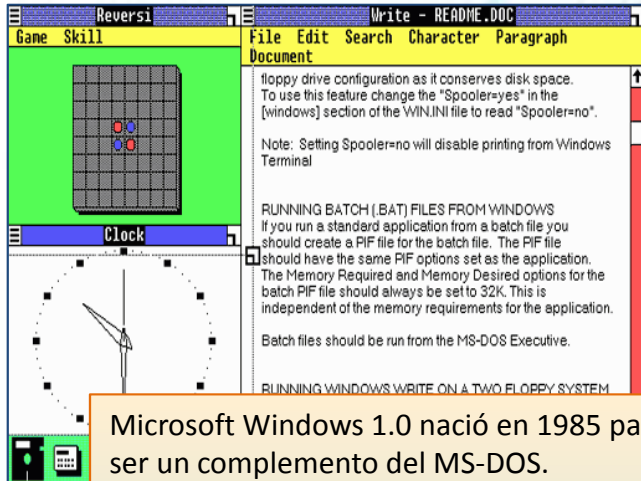 Reversi
Game Skill
Clock
Write - README.DOC
File Edit Search Character Paragraph
Document
floppy drive configuration as it conserves disk space.
To use this feature change the "Spooler=yes" in the
[windows] section of the WIN.INI file to read "Spooler=no".
Note: Setting Spooler=no will disable printing from Windows
Terminal
RUNNING BATCH (.BAT) FILES FROM WINDOWS
If you run a standard application from a batch file you
should create a PIF file for the batch file. The PIF file
should have the same PIF options set as the application.
The Memory Required and Memory Desired options for the
batch PIF file should always be set to 32K. This is
independent of the memory requirements for the application.
Batch files should be run from the MS-DOS Executive.
RUNNING WINDOWS WRITE ON A TWO FLOPPY SYSTEM
Microsoft Windows 1.0 nació en 1985 pa
ser un complemento del MS-DOS.